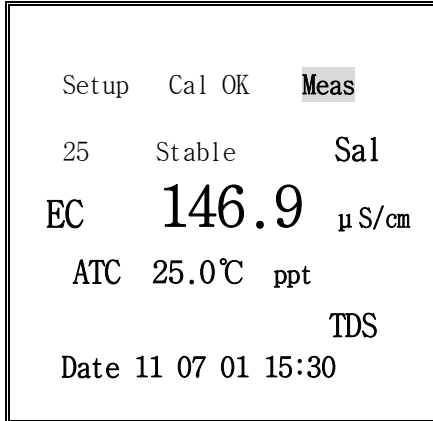 Setup Cal OK Meas
25 Stable Sal
EC 146.9 μS/cm
ATC 25.0℃ ppt
TDS
Date 11 07 01 15:30